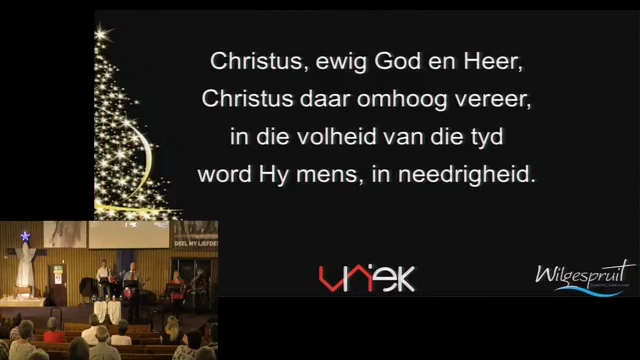 Christus, ewig God en Heer,
Christus daar omhoog vereer,
in die volheid van die tyd
word Hy mens, in needrigheid.
DEEL MY LIEFDE
uniek
Wilgespruit